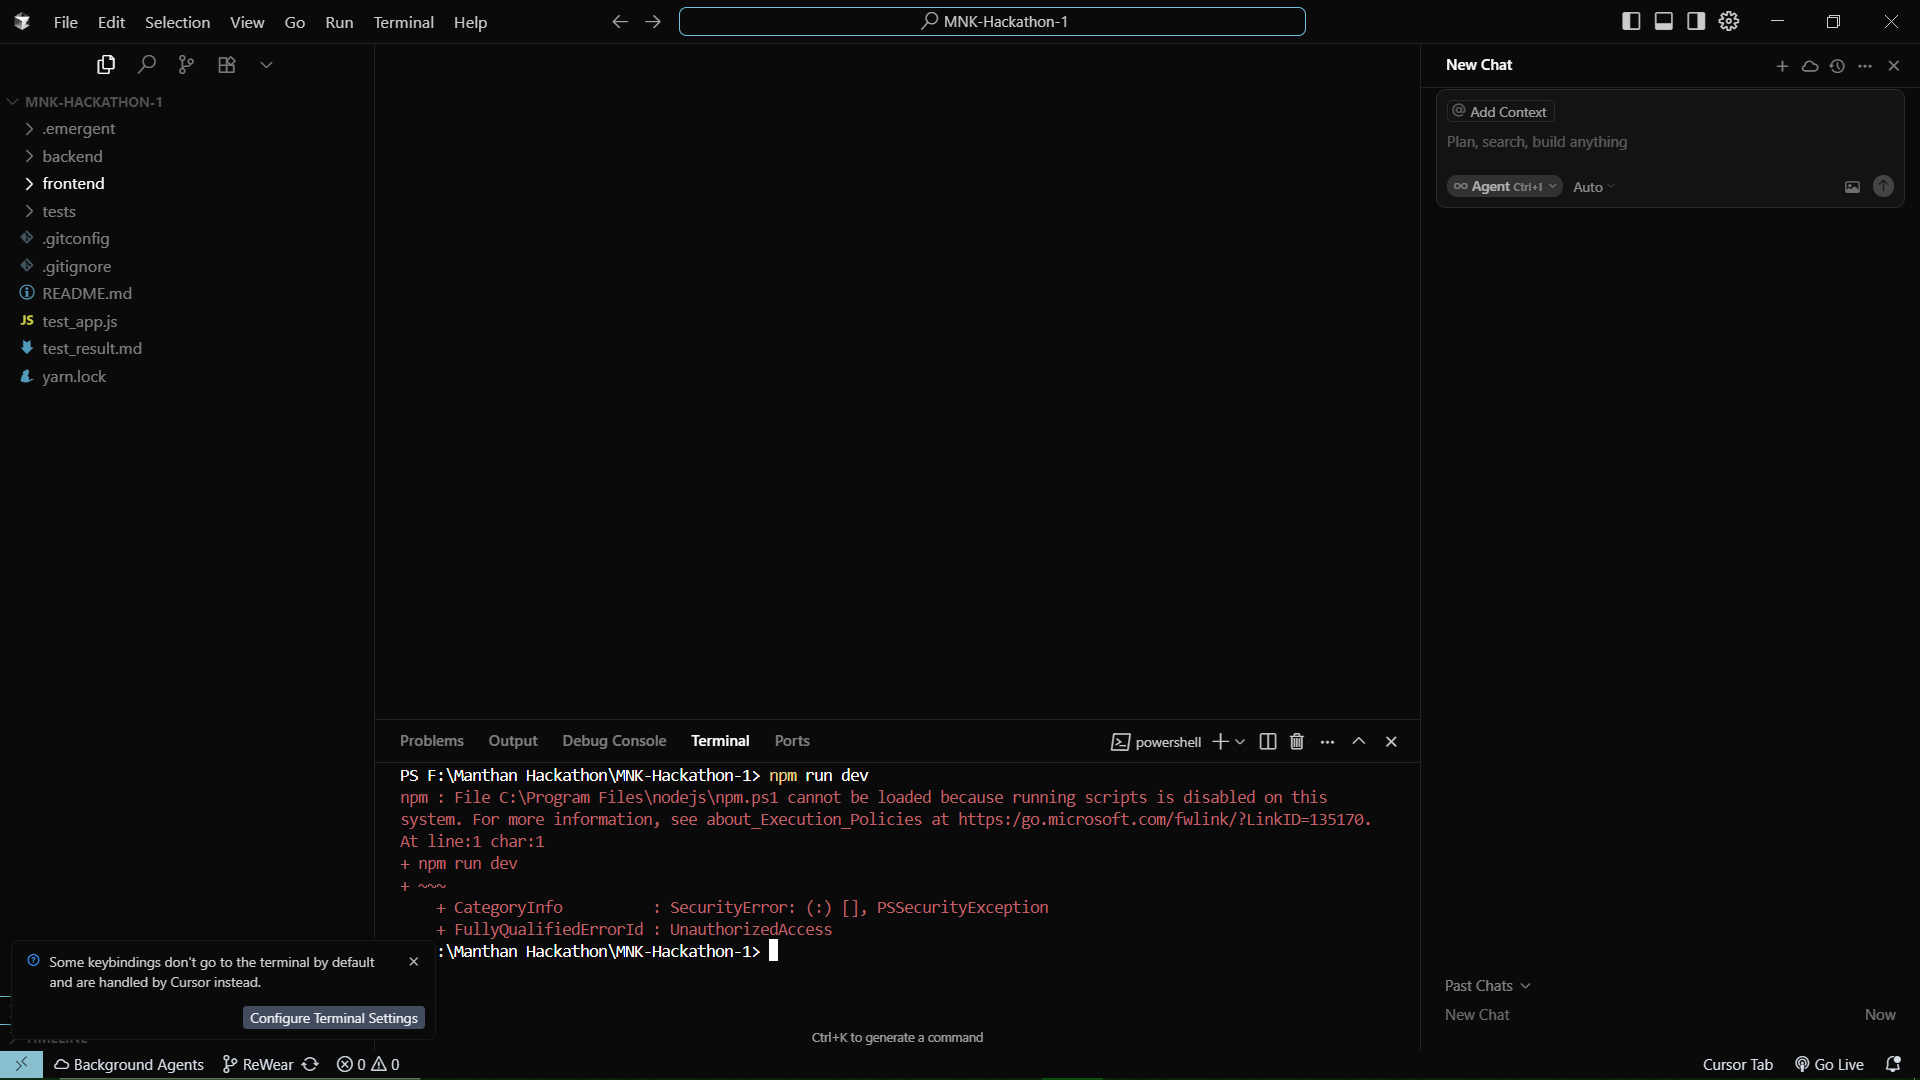 File Edit Selection View Go Run Terminal Help
MNK-Hackathon-1
MNK-HACKATHON-1
.emergent
backend
frontend
tests
.gitconfig
.gitignore
README.md
JS test_app.js
test_result.md
yarn.lock
New Chat
@ Add Context
Plan, search, build anything
Agent Ctrl+I
Auto
Problems Output Debug Console Terminal Ports
powershell
PS F:\Manthan Hackathon\MNK-Hackathon-1> npm run dev
npm : File C:\Program Files\nodejs\npm.ps1 cannot be loaded because running scripts is disabled on this
system. For more information, see about_Execution_Policies at https:/go.microsoft.com/fwlink/?LinkID=135170.
At line:1 char:1
+ npm run dev
+ ~~~
+ CategoryInfo : SecurityError: (:) [], PSSecurityException
+ FullyQualifiedErrorId : UnauthorizedAccess
:\Manthan Hackathon\MNK-Hackathon-1>
Ctrl+K to generate a command
Some keybindings don't go to the terminal by default
and are handled by Cursor instead.
Configure Terminal Settings
TIMELINE
Past Chats
New Chat Now
Background Agents ReWear 0 0
Cursor Tab Go Live